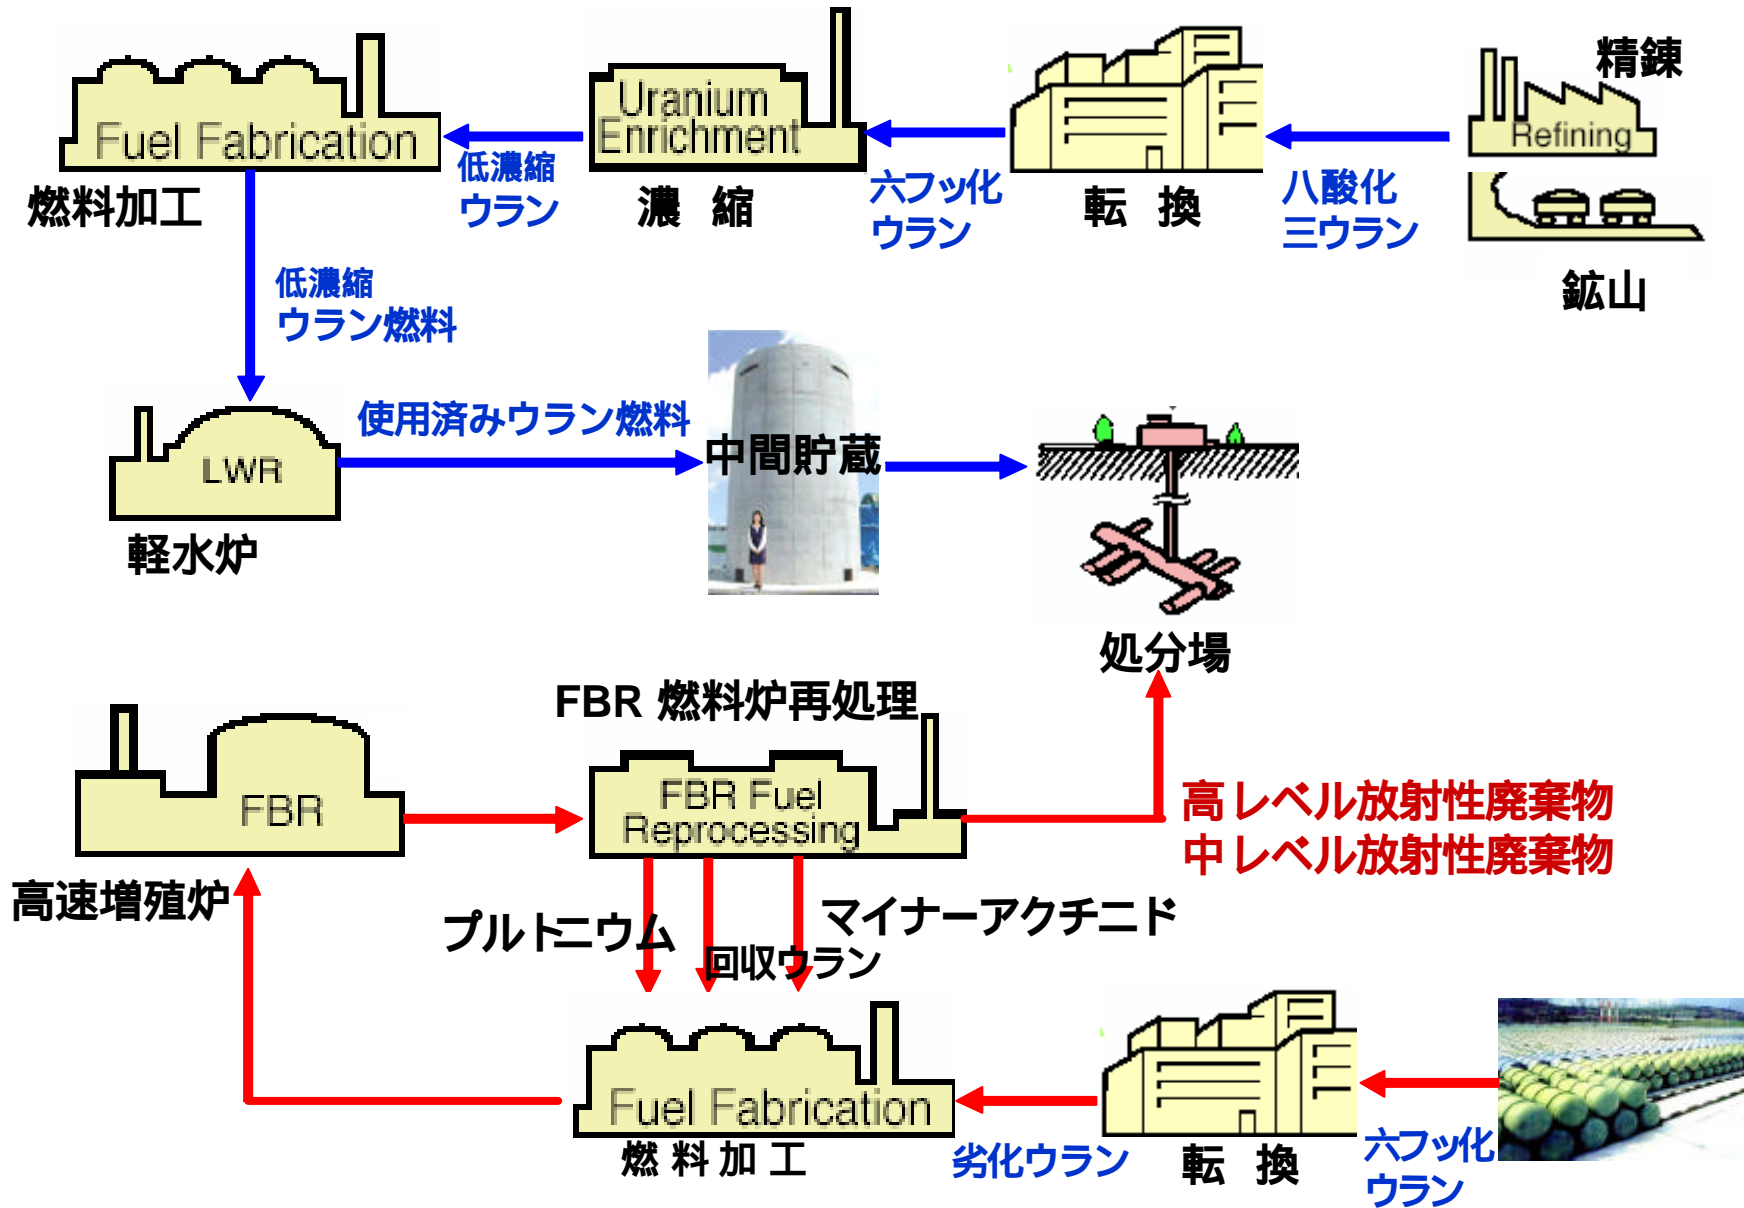 精錬
Refining
鉱山
八酸化
三ウラン
転 換
六フッ化
ウラン
Uranium
Enrichment
濃 縮
低濃縮
ウラン
Fuel Fabrication
燃料加工
低濃縮
ウラン燃料
LWR
軽水炉
使用済みウラン燃料
中間貯蔵
処分場
FBR 燃料炉再処理
FBR
高速増殖炉
FBR Fuel
Reprocessing
高レベル放射性廃棄物
中レベル放射性廃棄物
プルトニウム
回収ウラン
マイナーアクチニド
Fuel Fabrication
燃料加工
劣化ウラン
転 換
六フッ化
ウラン